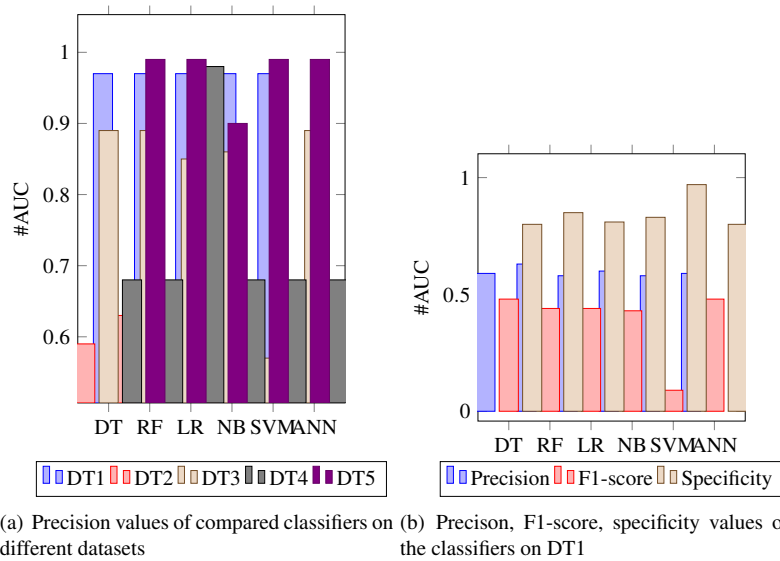 1
0.9
0.8
0.7
0.6
#AUC
DT RF LR NB SVM ANN
DT1 DT2 DT3 DT4 DT5
(a) Precision values of compared classifiers on
different datasets
1
0.5
0
#AUC
DT RF LR NB SVM ANN
Precision F1-score Specificity
(b) Precison, F1-score, specificity values o
the classifiers on DT1